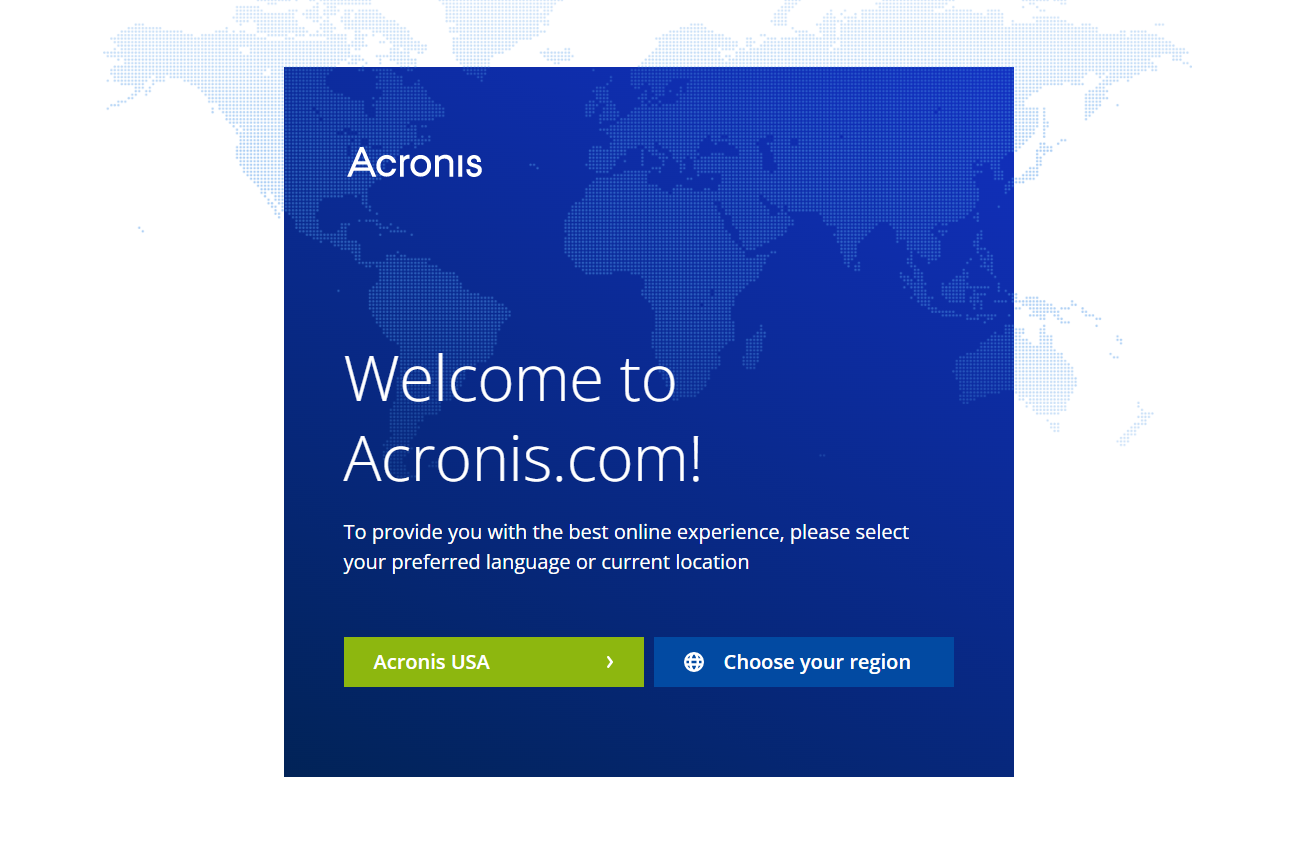 Acronis
Welcome to
Acronis.com!
To provide you with the best online experience, please select
your preferred language or current location
Acronis USA
Choose your region